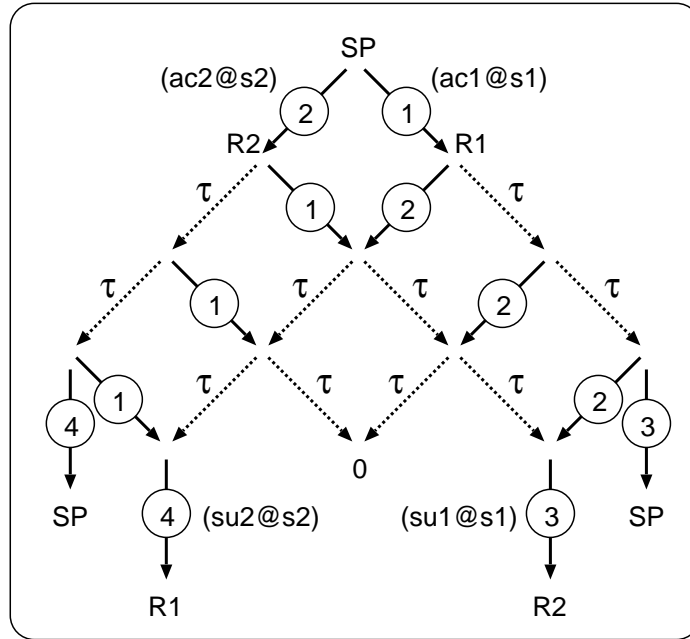 SP
(ac2@s2) (ac1@s1)
2 1
R2 R1
τ 1 2 τ
τ 1 τ τ 2 τ
4 1 τ τ τ τ 2 3
0
SP 4 (su2@s2) (su1@s1) 3 SP
R1 R2